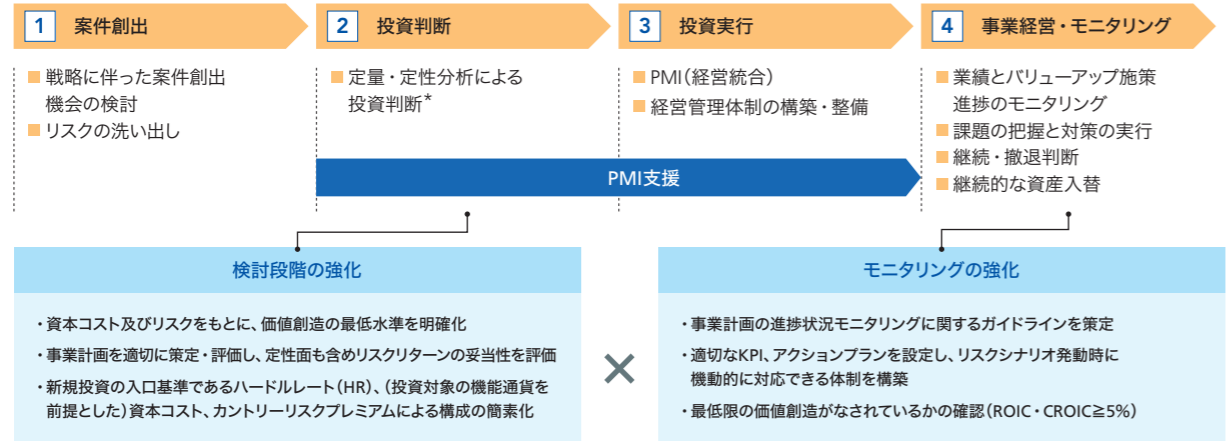 1 案件創出
2 投資判断
3 投資実行
4 事業経営・モニタリング
■ 戦略に伴った案件創出
機会の検討
■ リスクの洗い出し
■ 定量・定性分析による
投資判断*
■ PMI（経営統合）
■ 経営管理体制の構築・整備
■ 業績とバリューアップ施策
進捗のモニタリング
■ 課題の把握と対策の実行
■ 継続・撤退判断
■ 継続的な資産入替
PMI支援
検討段階の強化
・資本コスト及びリスクをもとに、価値創造の最低水準を明確化
・事業計画を適切に策定・評価し、定性面も含めリスクリターンの妥当性を評価
・新規投資の入口基準であるハードルレート（HR）、（投資対象の機能通貨を
前提とした）資本コスト、カントリーリスクプレミアムによる構成の簡素化
×
モニタリングの強化
・事業計画の進捗状況モニタリングに関するガイドラインを策定
・適切なKPI、アクションプランを設定し、リスクシナリオ発動時に
機動的に対応できる体制を構築
・最低限の価値創造がなされているかの確認（ROIC・CROIC≧5%）